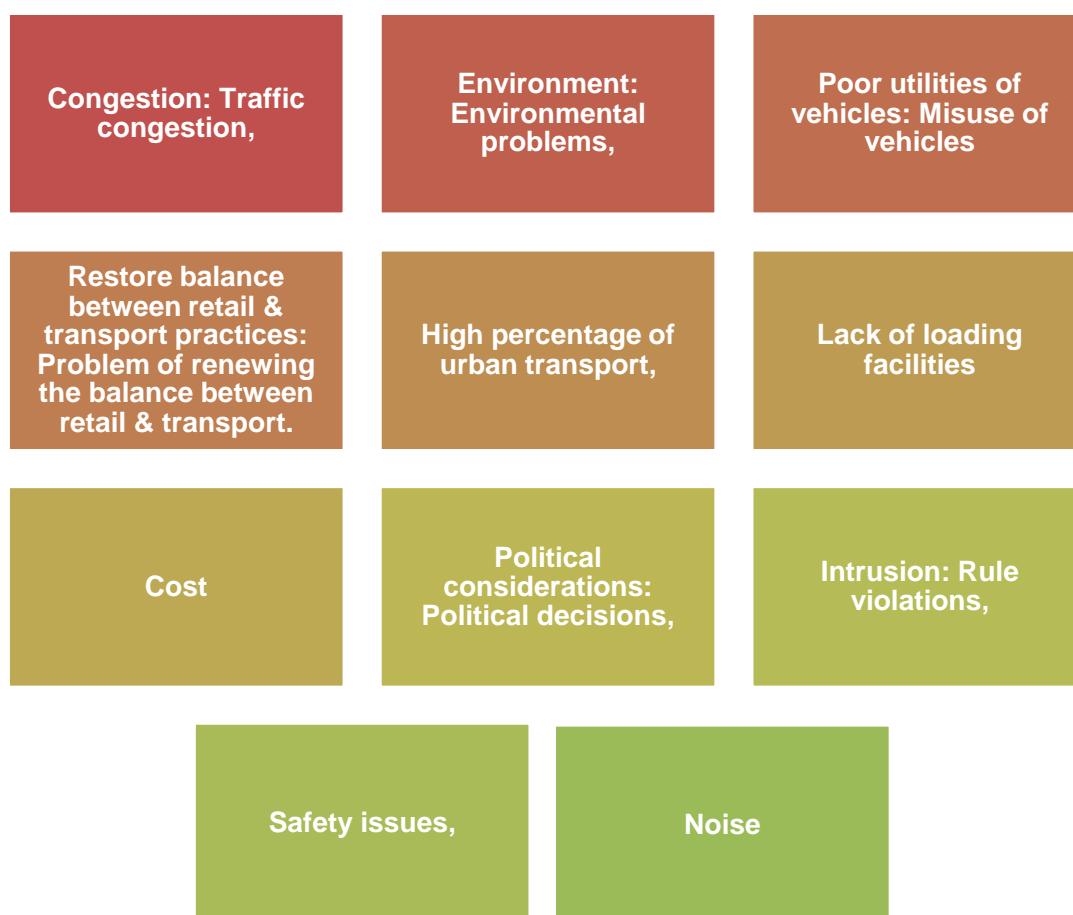 Congestion: Traffic
congestion,
Environment:
Environmental
problems,
Poor utilities of
vehicles: Misuse of
vehicles
Restore balance
between retail &
transport practices:
Problem of renewing
the balance between
retail & transport.
High percentage of
urban transport,
Lack of loading
facilities
Cost
Political
considerations:
Political decisions,
Intrusion: Rule
violations,
Safety issues,
Noise